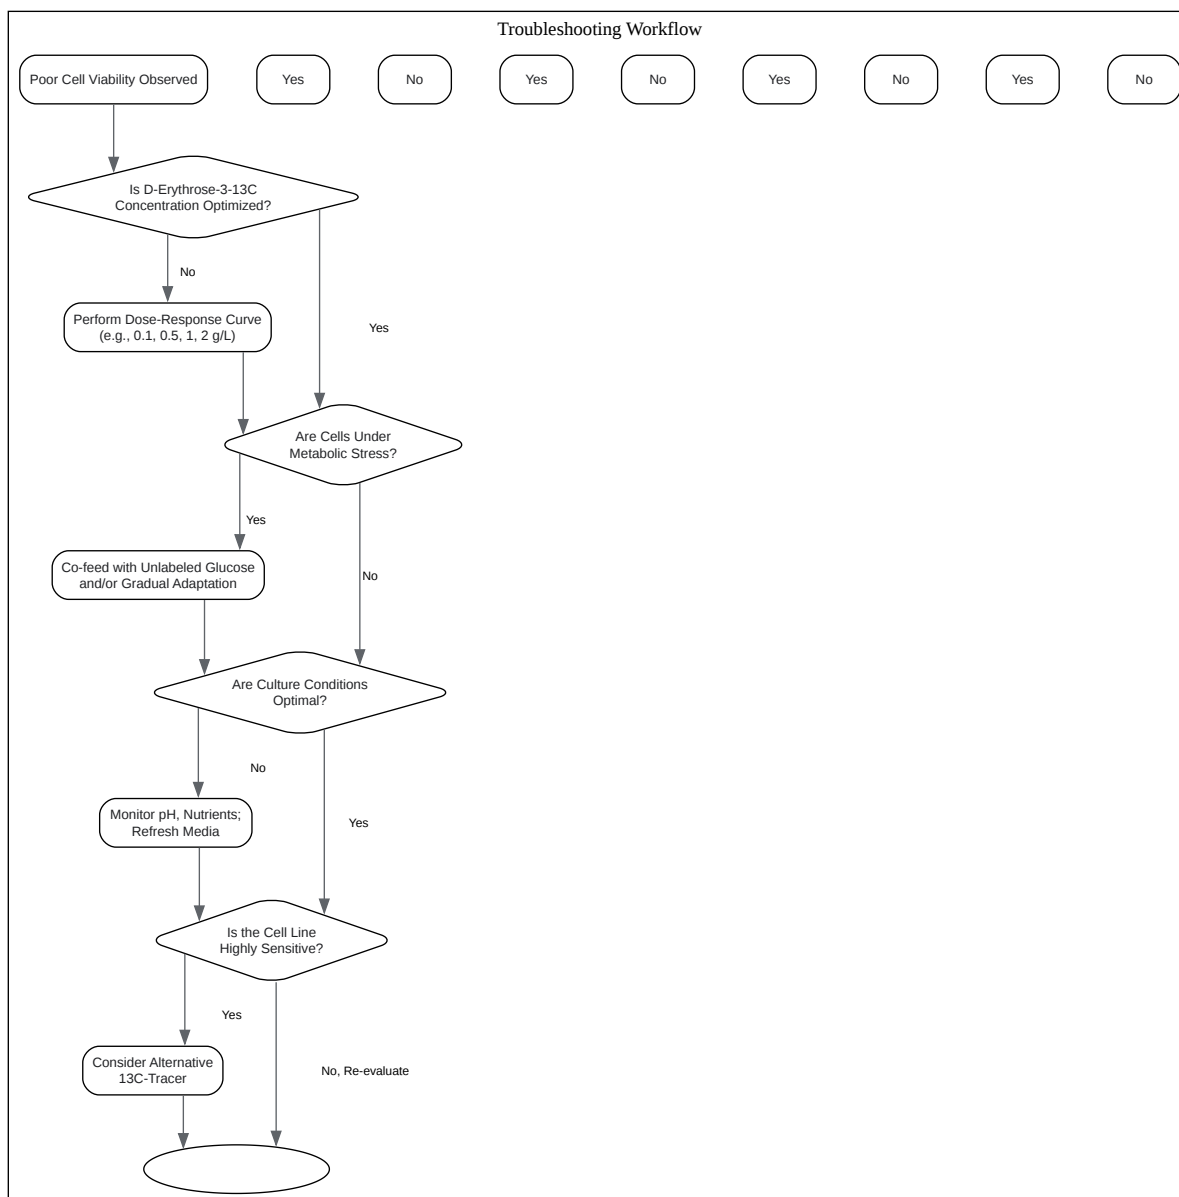 Troubleshooting Workflow
Poor Cell Viability Observed
Yes
No
Yes
No
Yes
No
Yes
No
Is D-Erythrose-3-13C
Concentration Optimized?
No
Perform Dose-Response Curve
(e.g., 0.1, 0.5, 1, 2 g/L)
Yes
Are Cells Under
Metabolic Stress?
Yes
Co-feed with Unlabeled Glucose
and/or Gradual Adaptation
No
Are Culture Conditions
Optimal?
No
Monitor pH, Nutrients;
Refresh Media
Yes
Is the Cell Line
Highly Sensitive?
Yes
Consider Alternative
13C-Tracer
No, Re-evaluate